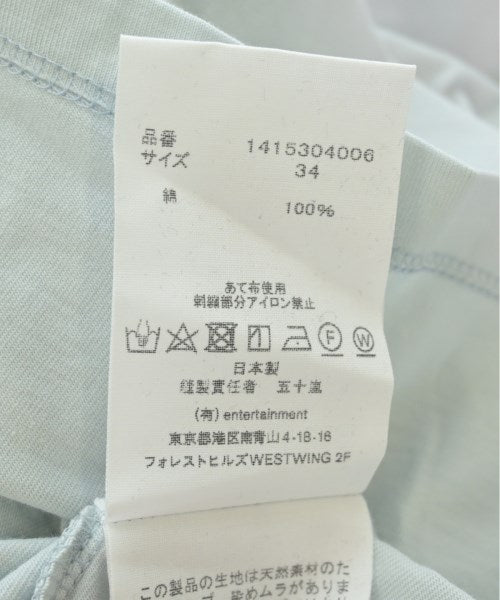 品番 1415304006
サイズ 34
綿 100%
あて布使用
刺繍部分アイロン禁止
F W
日本製
縫製責任者 五十嵐
(有) entertainment
東京都港区南青山4-18-16
フォレストヒルズWESTWING 2F
この製品の生地は天然素材のた
染めムラがありま